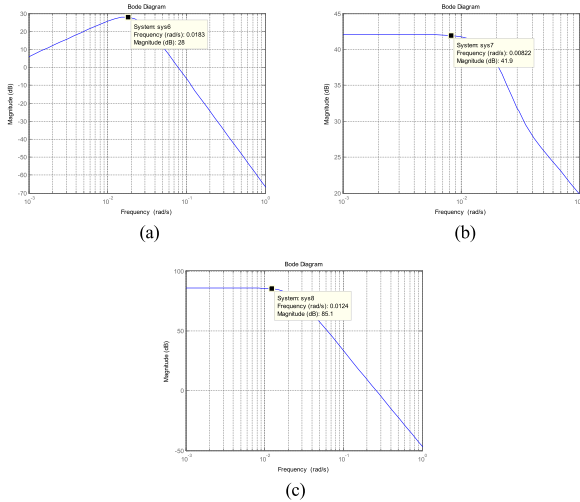 Bode Diagram
30
20
10
0
-10
-20
-30
-40
-50
-60
-70
Magnitude (dB)
System: sys6
Frequency (rad/s): 0.0183
Magnitude (dB): 28
10^-3
10^-2
10^-1
10^0
Frequency (rad/s)
(a)
Bode Diagram
45
40
35
30
25
20
Magnitude (dB)
System: sys7
Frequency (rad/s): 0.00822
Magnitude (dB): 41.9
10^-3
10^-2
10^-1
Frequency (rad/s)
(b)
Bode Diagram
100
50
0
-50
Magnitude (dB)
System: sys8
Frequency (rad/s): 0.0124
Magnitude (dB): 85.1
10^-3
10^-2
10^-1
10^0
Frequency (rad/s)
(c)